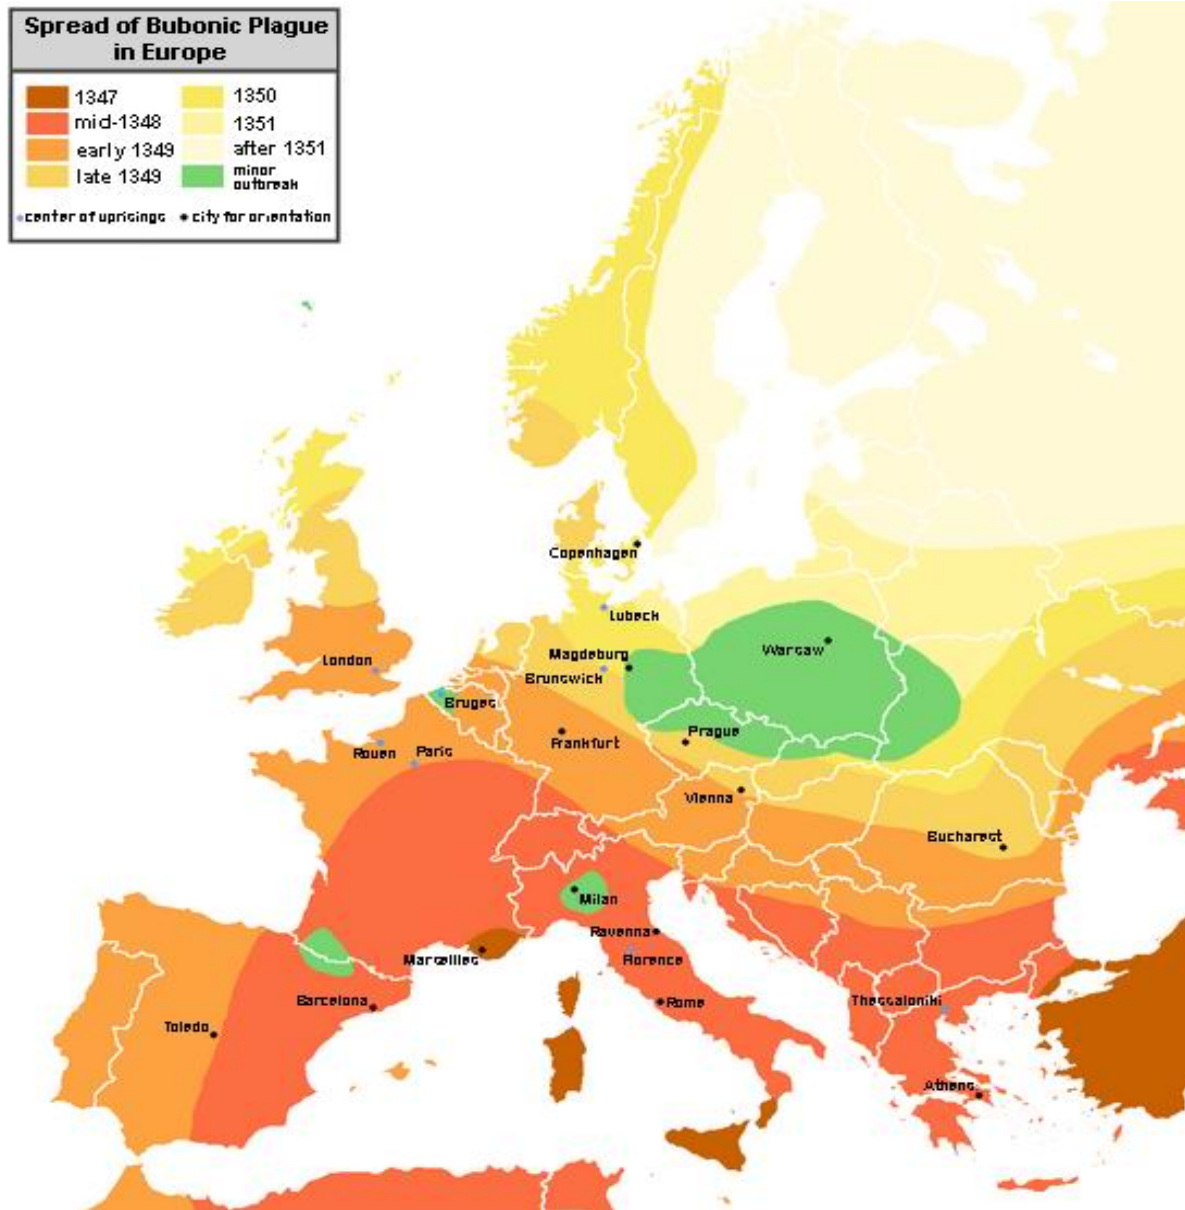 Spread of Bubonic Plague
in Europe
1347
mid-1348
early 1349
late 1349
1350
1351
after 1351
minor
outbreak
center of uprisings
city for orientation
Copenhagen
Lubeck
Magdeburg
Brunswick
Warsaw
London
Bruges
Rouen
Paris
Frankfurt
Prague
Vienna
Bucharest
Milan
Ravenna
Florence
Marseilles
Barcelona
Rome
Toledo
Thessaloniki
Athens